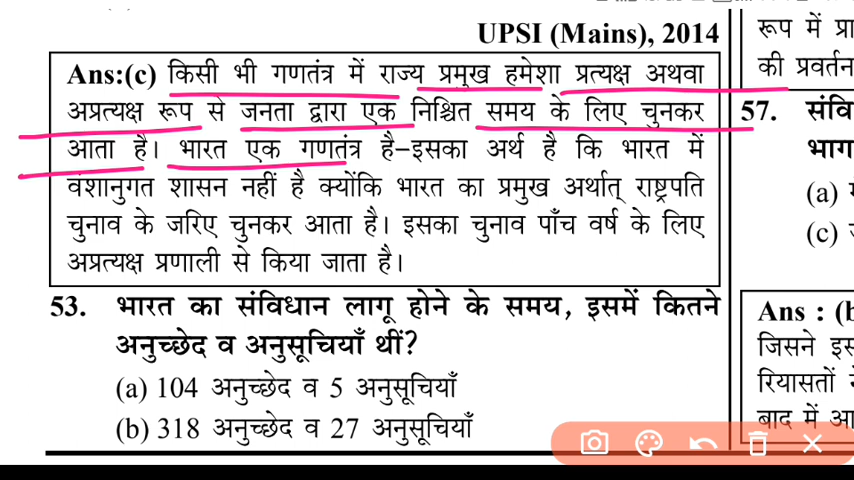 UPSI (Mains), 2014
Ans:(c) किसी भी गणतंत्र में राज्य प्रमुख हमेशा प्रत्यक्ष अथवा
अप्रत्यक्ष रूप से जनता द्वारा एक निश्चित समय के लिए चुनकर
आता है। भारत एक गणतंत्र है–इसका अर्थ है कि भारत में
वंशानुगत शासन नहीं है क्योंकि भारत का प्रमुख अर्थात् राष्ट्रपति
चुनाव के जरिए चुनकर आता है। इसका चुनाव पाँच वर्ष के लिए
अप्रत्यक्ष प्रणाली से किया जाता है।
53. भारत का संविधान लागू होने के समय, इसमें कितने
अनुच्छेद व अनुसूचियाँ थीं?
(a) 104 अनुच्छेद व 5 अनुसूचियाँ
(b) 318 अनुच्छेद व 27 अनुसूचियाँ
रूप में
की
57.
(a)
(c)
Ans : (b
जिसने इस
रियासतों
बाद में